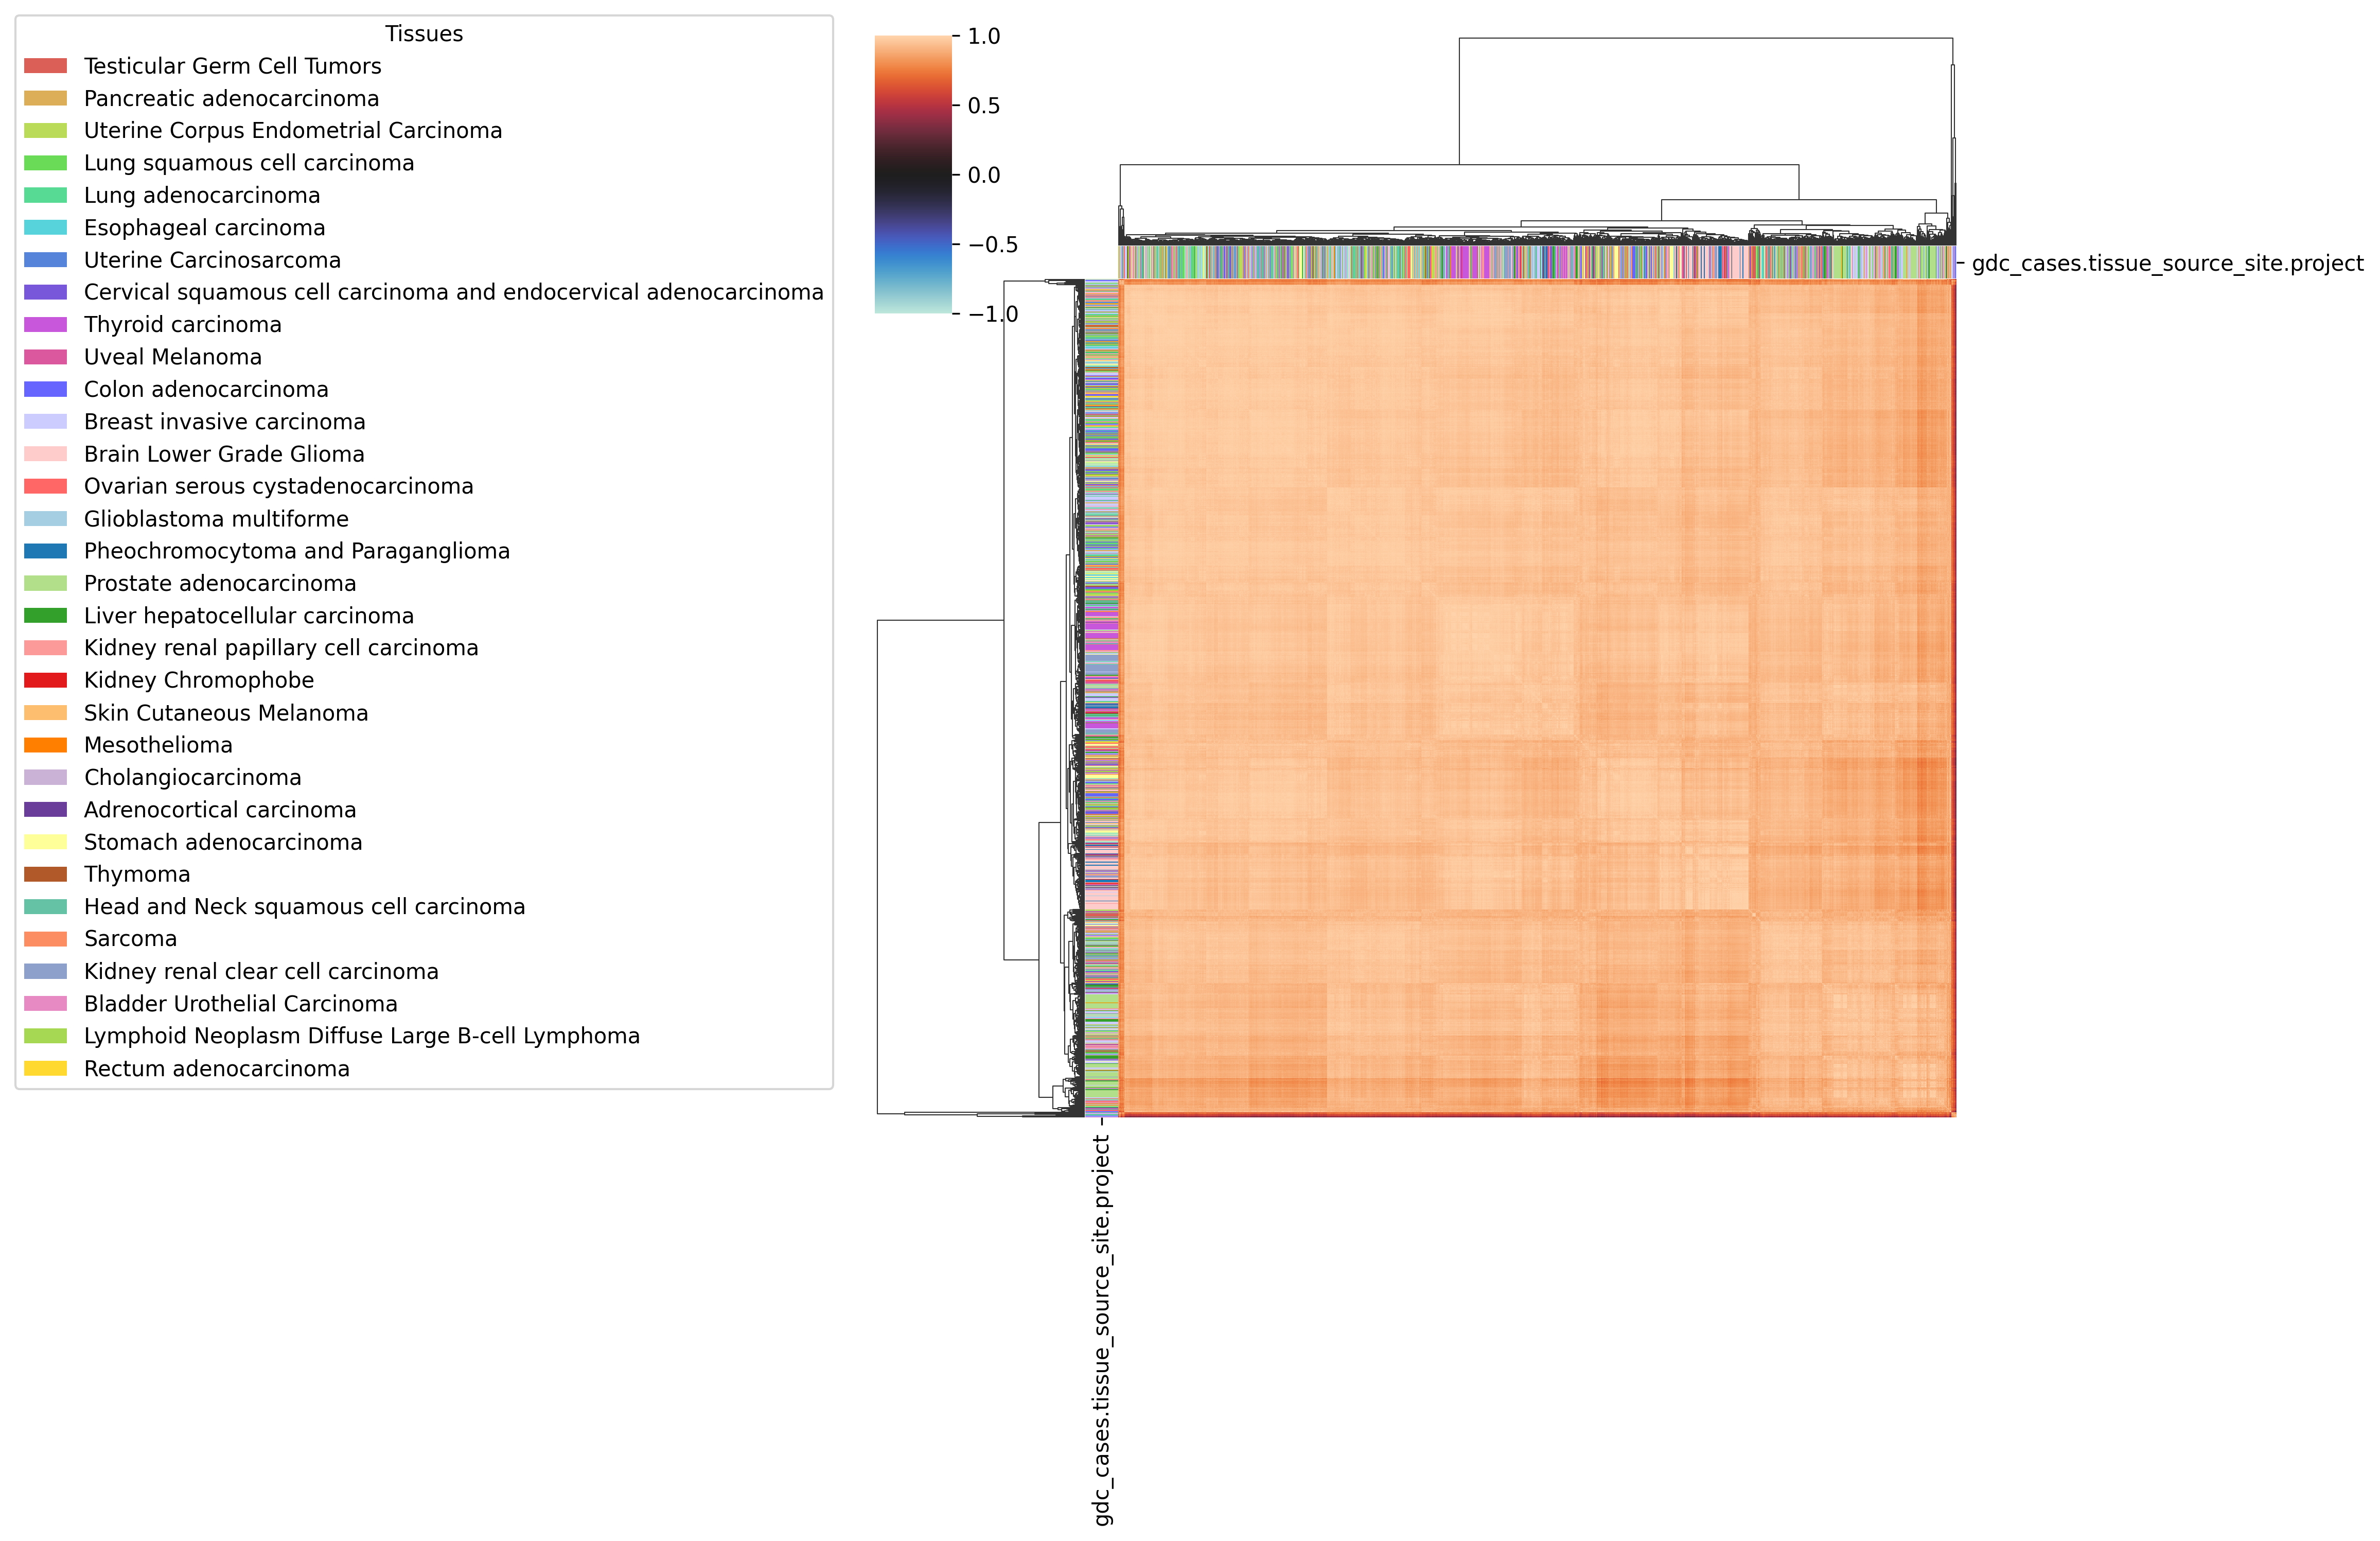 Tissues
Testicular Germ Cell Tumors
Pancreatic adenocarcinoma
Uterine Corpus Endometrial Carcinoma
Lung squamous cell carcinoma
Lung adenocarcinoma
Esophageal carcinoma
Uterine Carcinosarcoma
Cervical squamous cell carcinoma and endocervical adenocarcinoma
Thyroid carcinoma
Uveal Melanoma
Colon adenocarcinoma
Breast invasive carcinoma
Brain Lower Grade Glioma
Ovarian serous cystadenocarcinoma
Glioblastoma multiforme
Pheochromocytoma and Paraganglioma
Prostate adenocarcinoma
Liver hepatocellular carcinoma
Kidney renal papillary cell carcinoma
Kidney Chromophobe
Skin Cutaneous Melanoma
Mesothelioma
Cholangiocarcinoma
Adrenocortical carcinoma
Stomach adenocarcinoma
Thymoma
Head and Neck squamous cell carcinoma
Sarcoma
Kidney renal clear cell carcinoma
Bladder Urothelial Carcinoma
Lymphoid Neoplasm Diffuse Large B-cell Lymphoma
Rectum adenocarcinoma
1.0
0.5
0.0
−0.5
−1.0
gdc_cases.tissue_source_site.project
gdc_cases.tissue_source_site.project